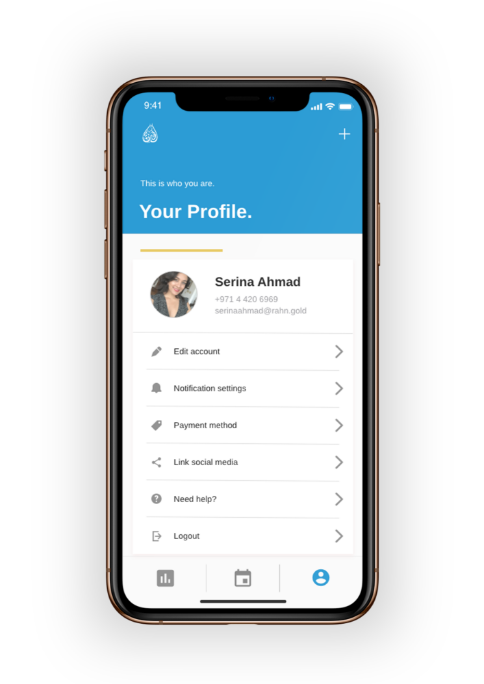 9:41
This is who you are.
Your Profile.
Serina Ahmad
+971 4 420 6969
serinaahmad@rahn.gold
Edit account
Notification settings
Payment method
Link social media
Need help?
Logout